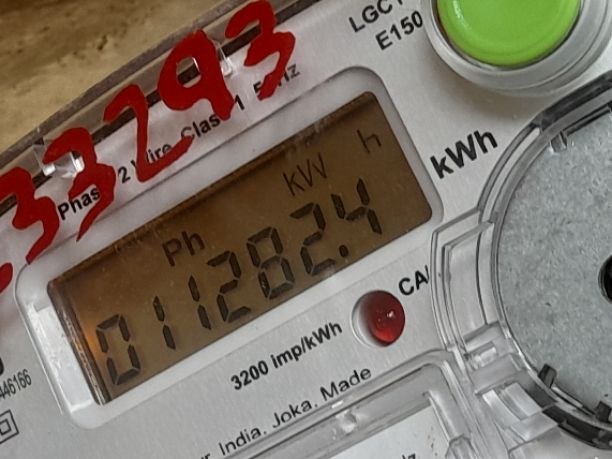 LGC
E150
33293
2 Wire Class 1
kWh
KW h
Ph
011282.4
CAL
3200 imp/kWh
446166
India. Joka. Made